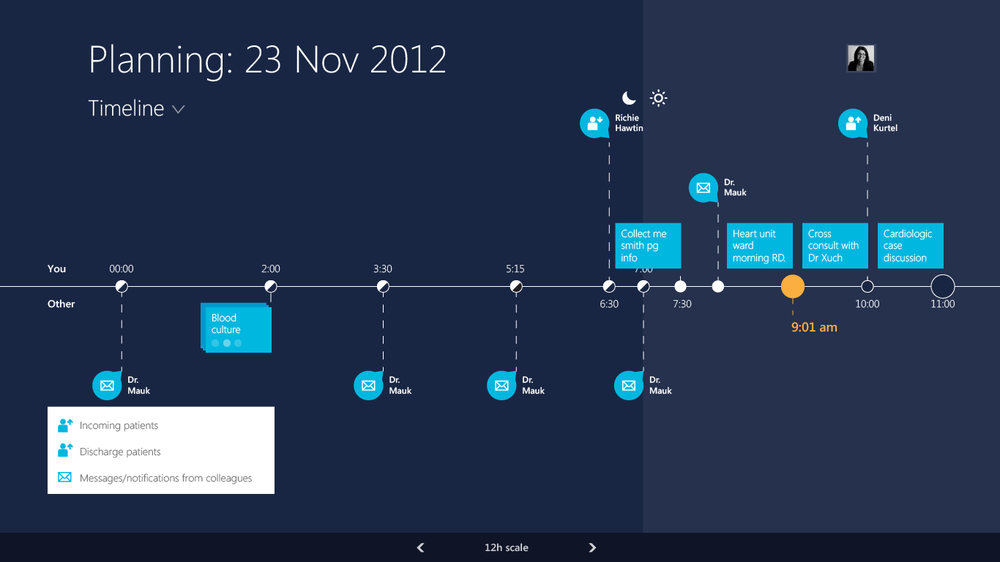 Planning: 23 Nov 2012
Timeline
Richie
Hawtin
Deni
Kurtel
Dr.
Mauk
Collect me
smith pg
info
Heart unit
ward
morning RD.
Cross
consult with
Dr Xuch
Cardiologic
case
discussion
You
00:00
2:00
3:30
5:15
7:00
Other
6:30
7:30
10:00
11:00
Blood
culture
9:01 am
Dr.
Mauk
Dr.
Mauk
Dr.
Mauk
Dr.
Mauk
Incoming patients
Discharge patients
Messages/notifications from colleagues
12h scale